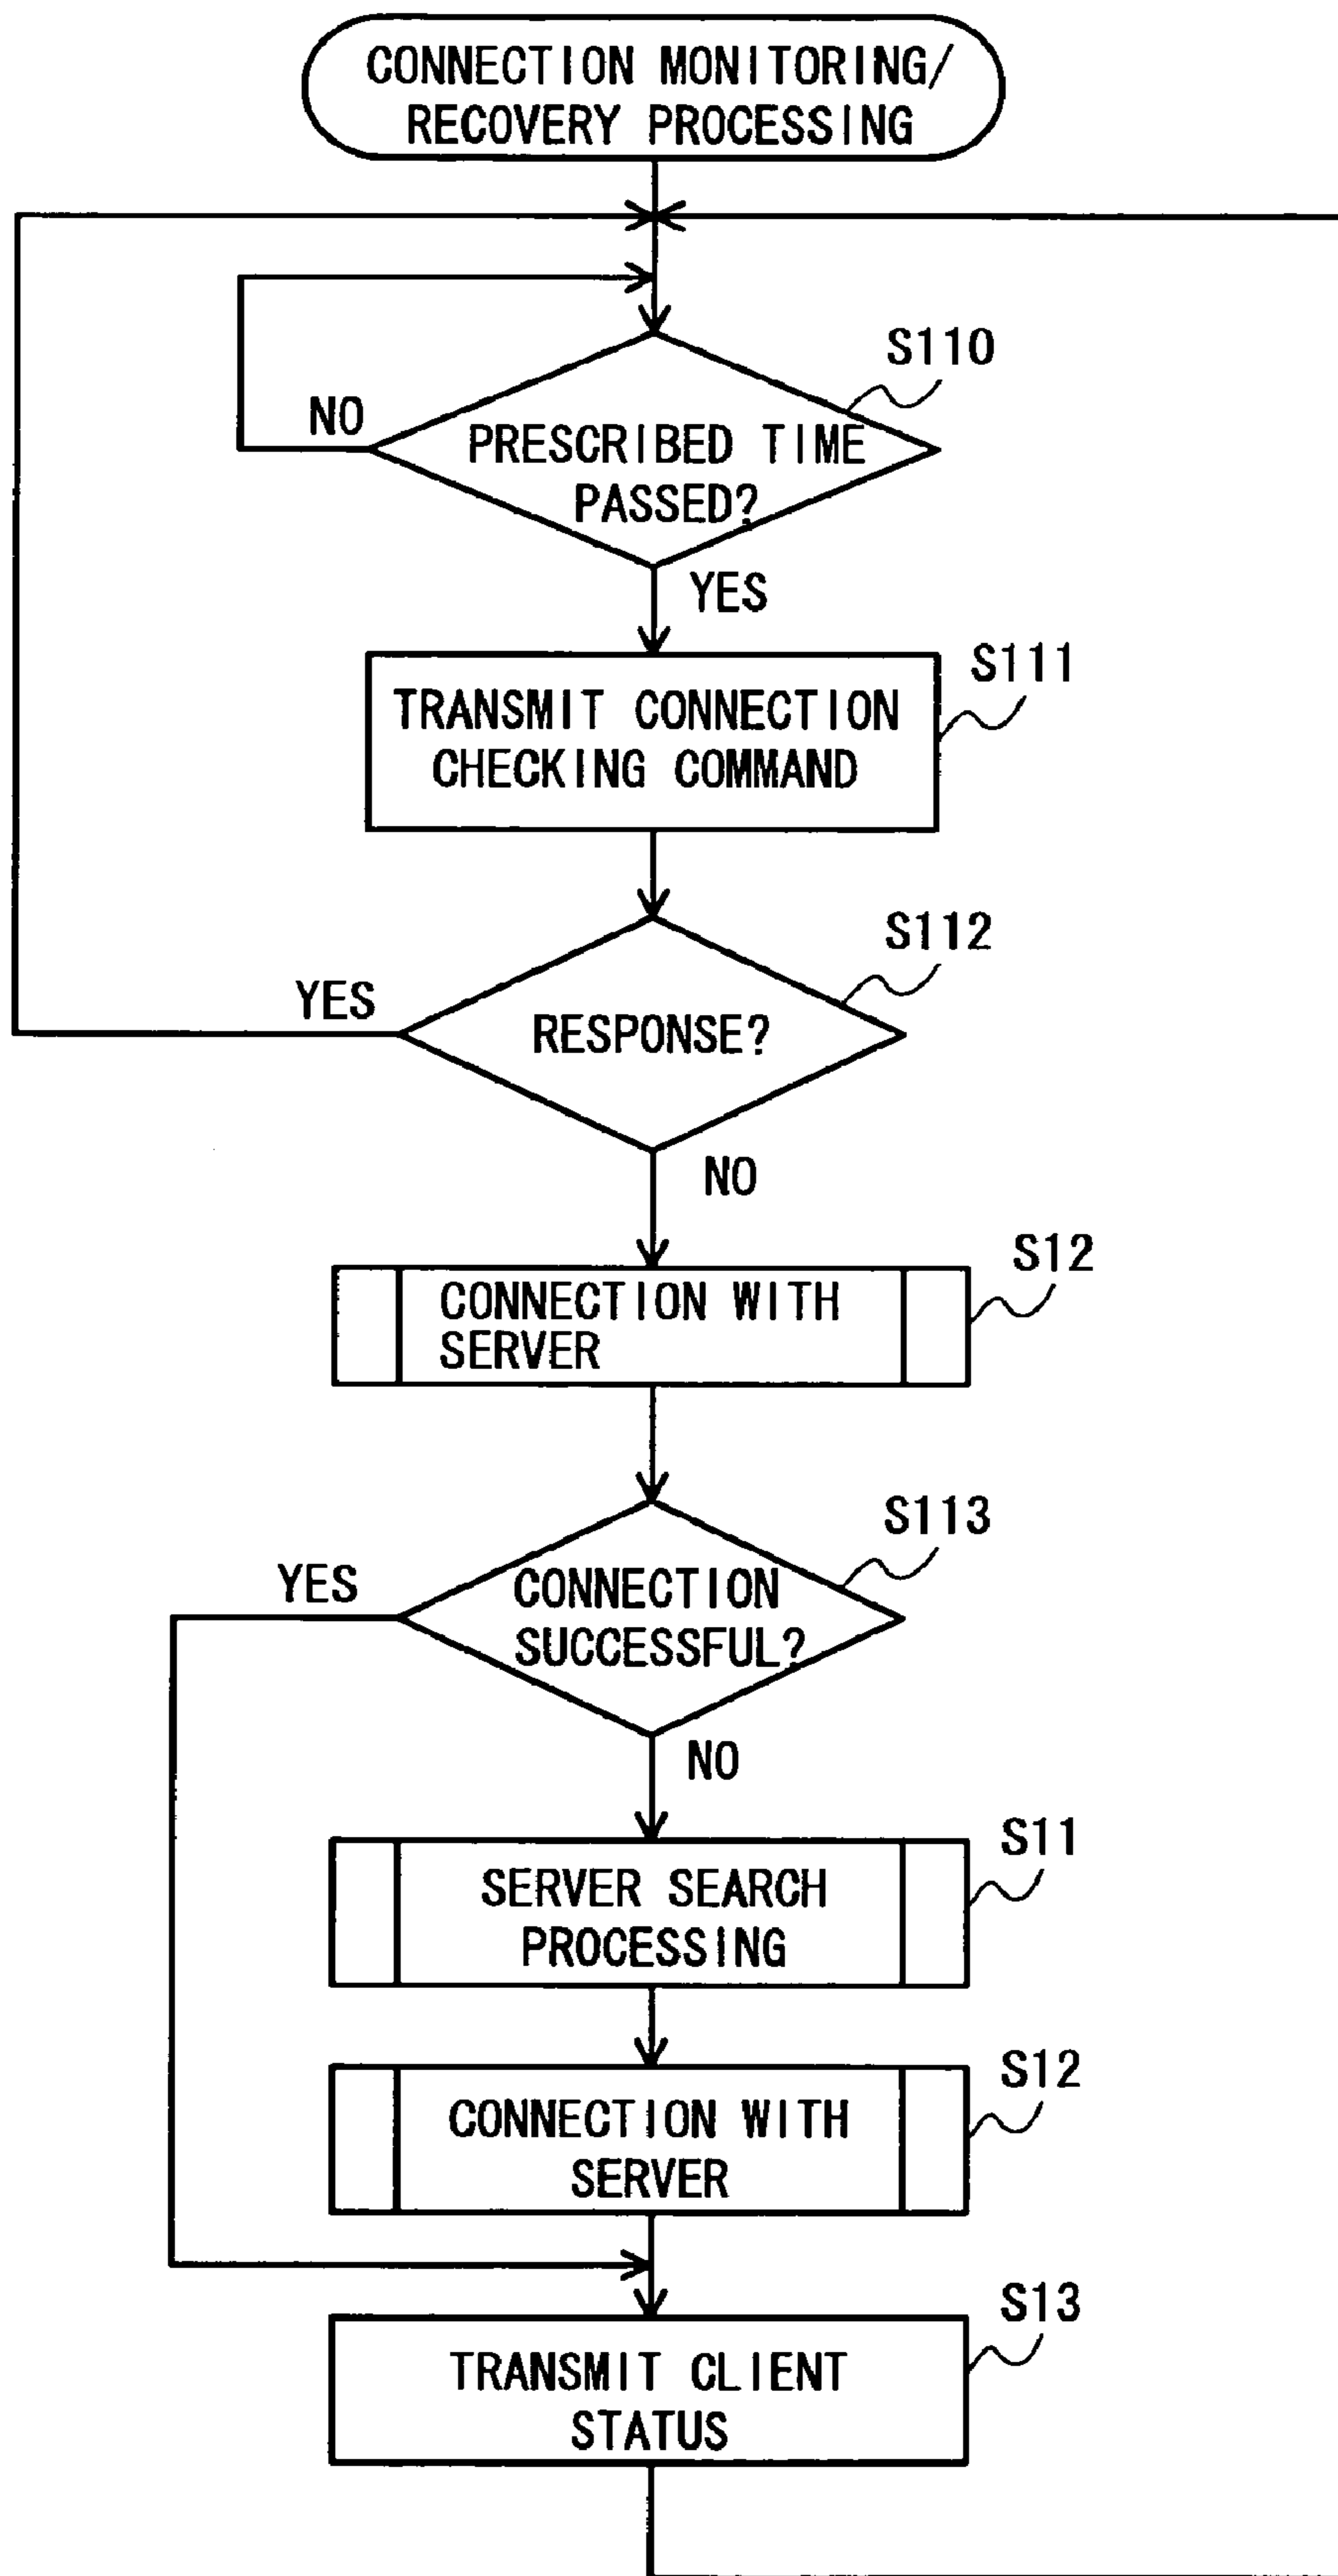 CONNECTION MONITORING/
RECOVERY PROCESSING
S110
NO
PRESCRIBED TIME
PASSED?
YES
S111
TRANSMIT CONNECTION
CHECKING COMMAND
S112
YES
RESPONSE?
NO
S12
CONNECTION WITH
SERVER
S113
YES
CONNECTION
SUCCESSFUL?
NO
S11
SERVER SEARCH
PROCESSING
S12
CONNECTION WITH
SERVER
S13
TRANSMIT CLIENT
STATUS